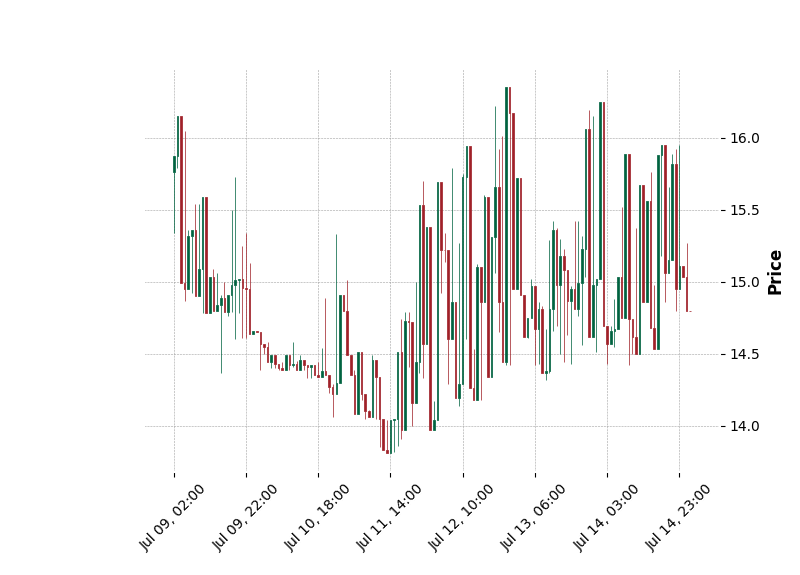 16.0
15.5
15.0
14.5
14.0
Price
Jul 09, 02:00
Jul 09, 22:00
Jul 10, 18:00
Jul 11, 14:00
Jul 12, 10:00
Jul 13, 06:00
Jul 14, 03:00
Jul 14, 23:00